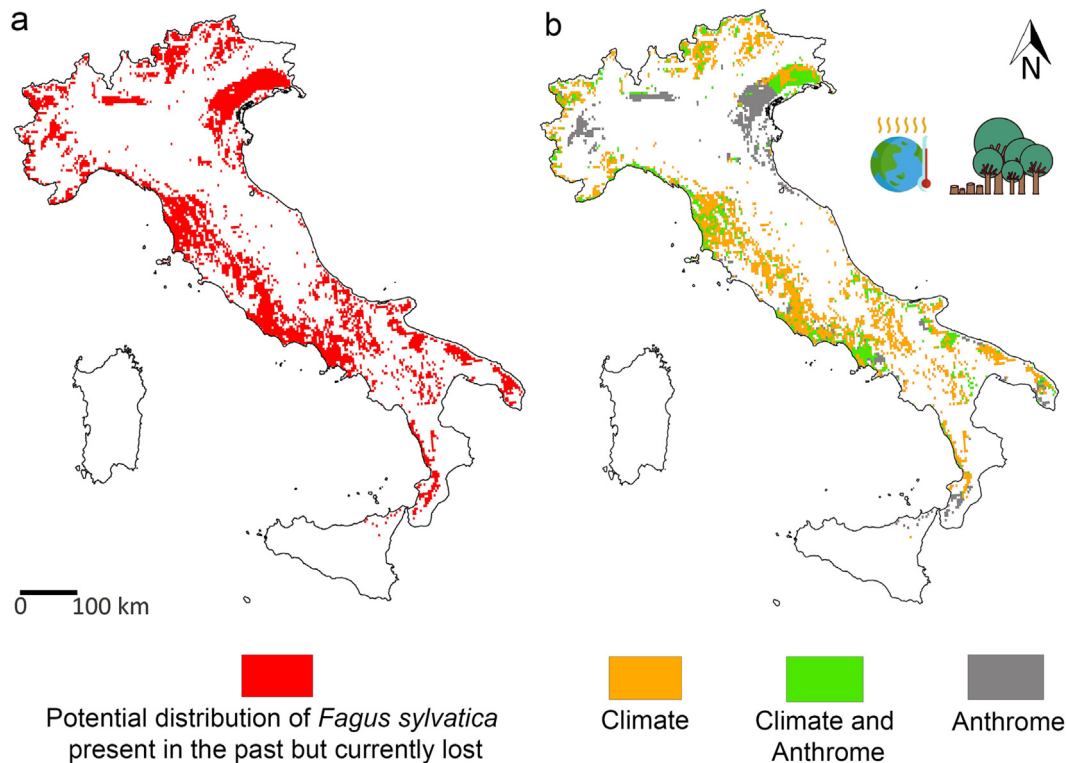 a
b
N
0 100 km
Potential distribution of Fagus sylvatica
present in the past but currently lost
Climate
Climate and
Anthrome
Anthrome